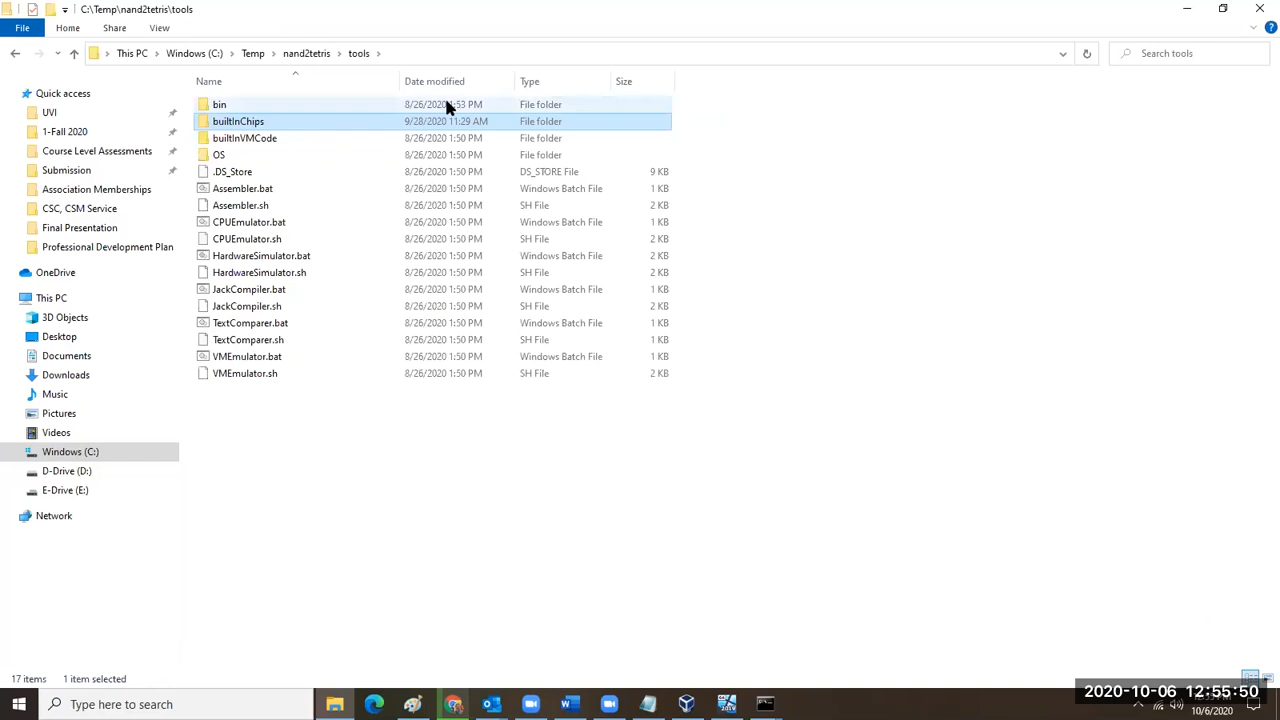 C:\Temp\nand2tetris\tools
File Home Share View
This PC Windows (C:) Temp nand2tetris tools Search tools
Name Date modified Type Size
Quick access
UVI
1-Fall 2020
Course Level Assessments
Submission
Association Memberships
CSC, CSM Service
Final Presentation
Professional Development Plan
OneDrive
This PC
3D Objects
Desktop
Documents
Downloads
Music
Pictures
Videos
Windows (C:)
D-Drive (D:)
E-Drive (E:)
Network
bin 8/26/2020 1:53 PM File folder
builtInChips 9/28/2020 11:29 AM File folder
builtInVMCode 8/26/2020 1:50 PM File folder
OS 8/26/2020 1:50 PM File folder
.DS_Store 8/26/2020 1:50 PM DS_STORE File 9 KB
Assembler.bat 8/26/2020 1:50 PM Windows Batch File 1 KB
Assembler.sh 8/26/2020 1:50 PM SH File 2 KB
CPUEmulator.bat 8/26/2020 1:50 PM Windows Batch File 1 KB
CPUEmulator.sh 8/26/2020 1:50 PM SH File 2 KB
HardwareSimulator.bat 8/26/2020 1:50 PM Windows Batch File 1 KB
HardwareSimulator.sh 8/26/2020 1:50 PM SH File 2 KB
JackCompiler.bat 8/26/2020 1:50 PM Windows Batch File 1 KB
JackCompiler.sh 8/26/2020 1:50 PM SH File 2 KB
TextComparer.bat 8/26/2020 1:50 PM Windows Batch File 1 KB
TextComparer.sh 8/26/2020 1:50 PM SH File 2 KB
VMEmulator.bat 8/26/2020 1:50 PM Windows Batch File 1 KB
VMEmulator.sh 8/26/2020 1:50 PM SH File 2 KB
17 items 1 item selected
2020-10-06 12:55:50
Type here to search
10/6/2020